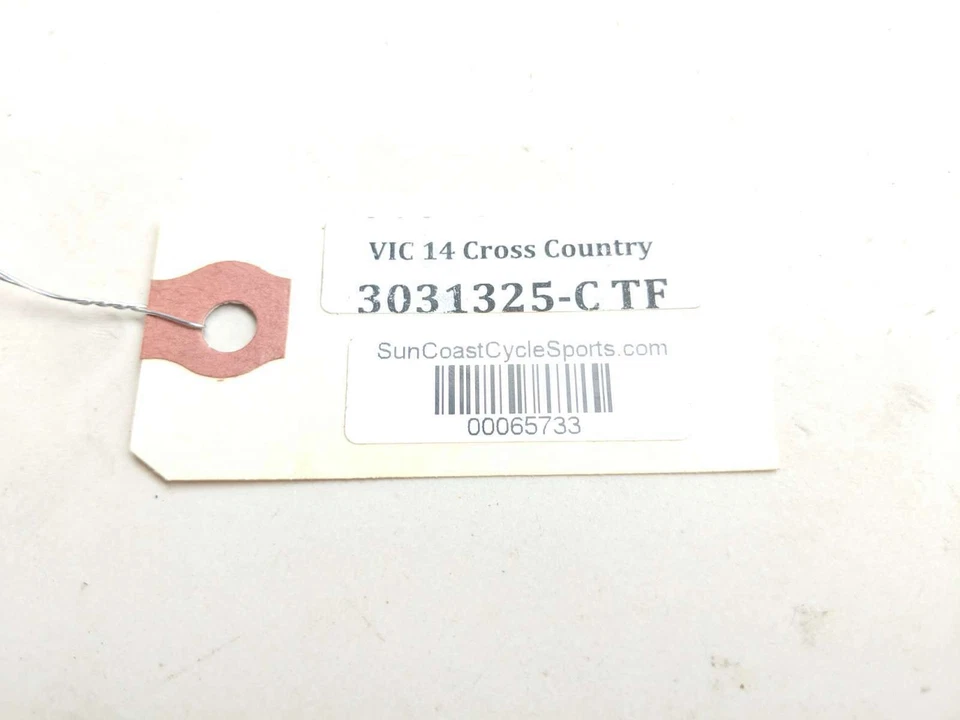 VIC 14 Cross Country
3031325-C TF
SunCoastCycleSports.com
00065733